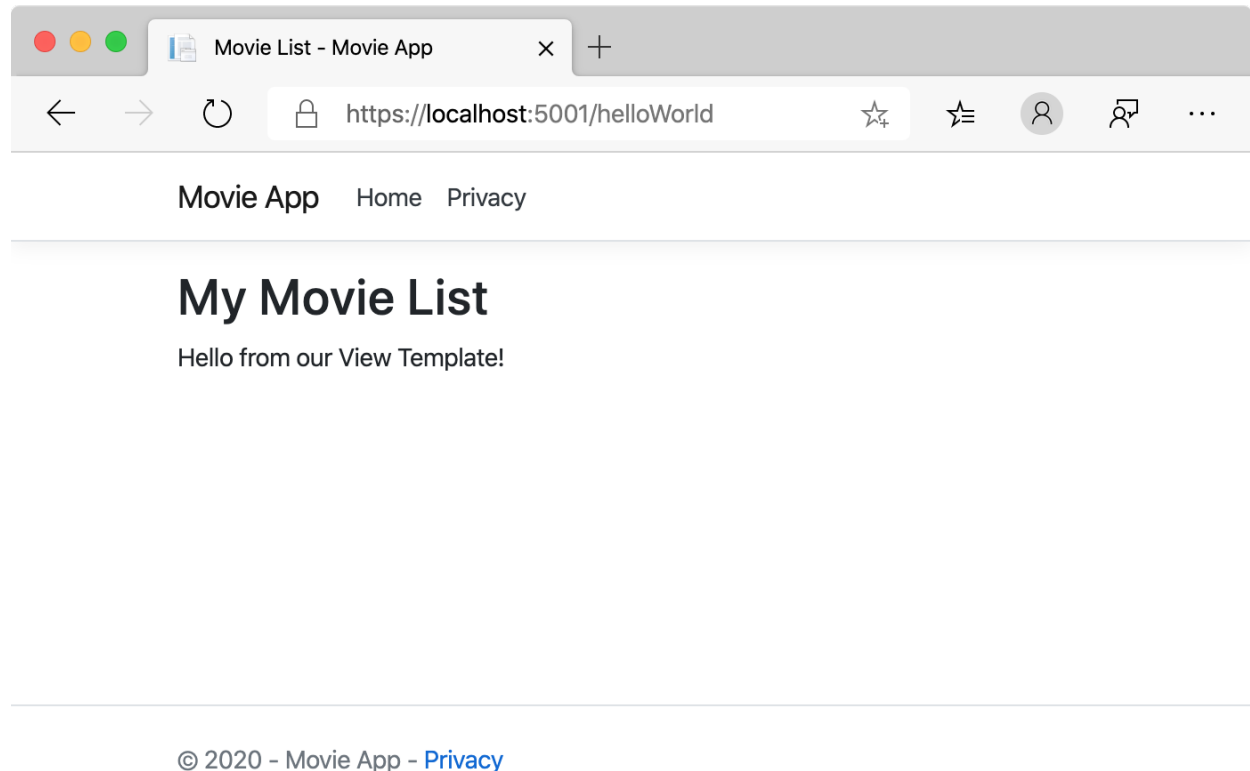 Movie List - Movie App
https://localhost:5001/helloWorld
Movie App Home Privacy
My Movie List
Hello from our View Template!
© 2020 - Movie App - Privacy